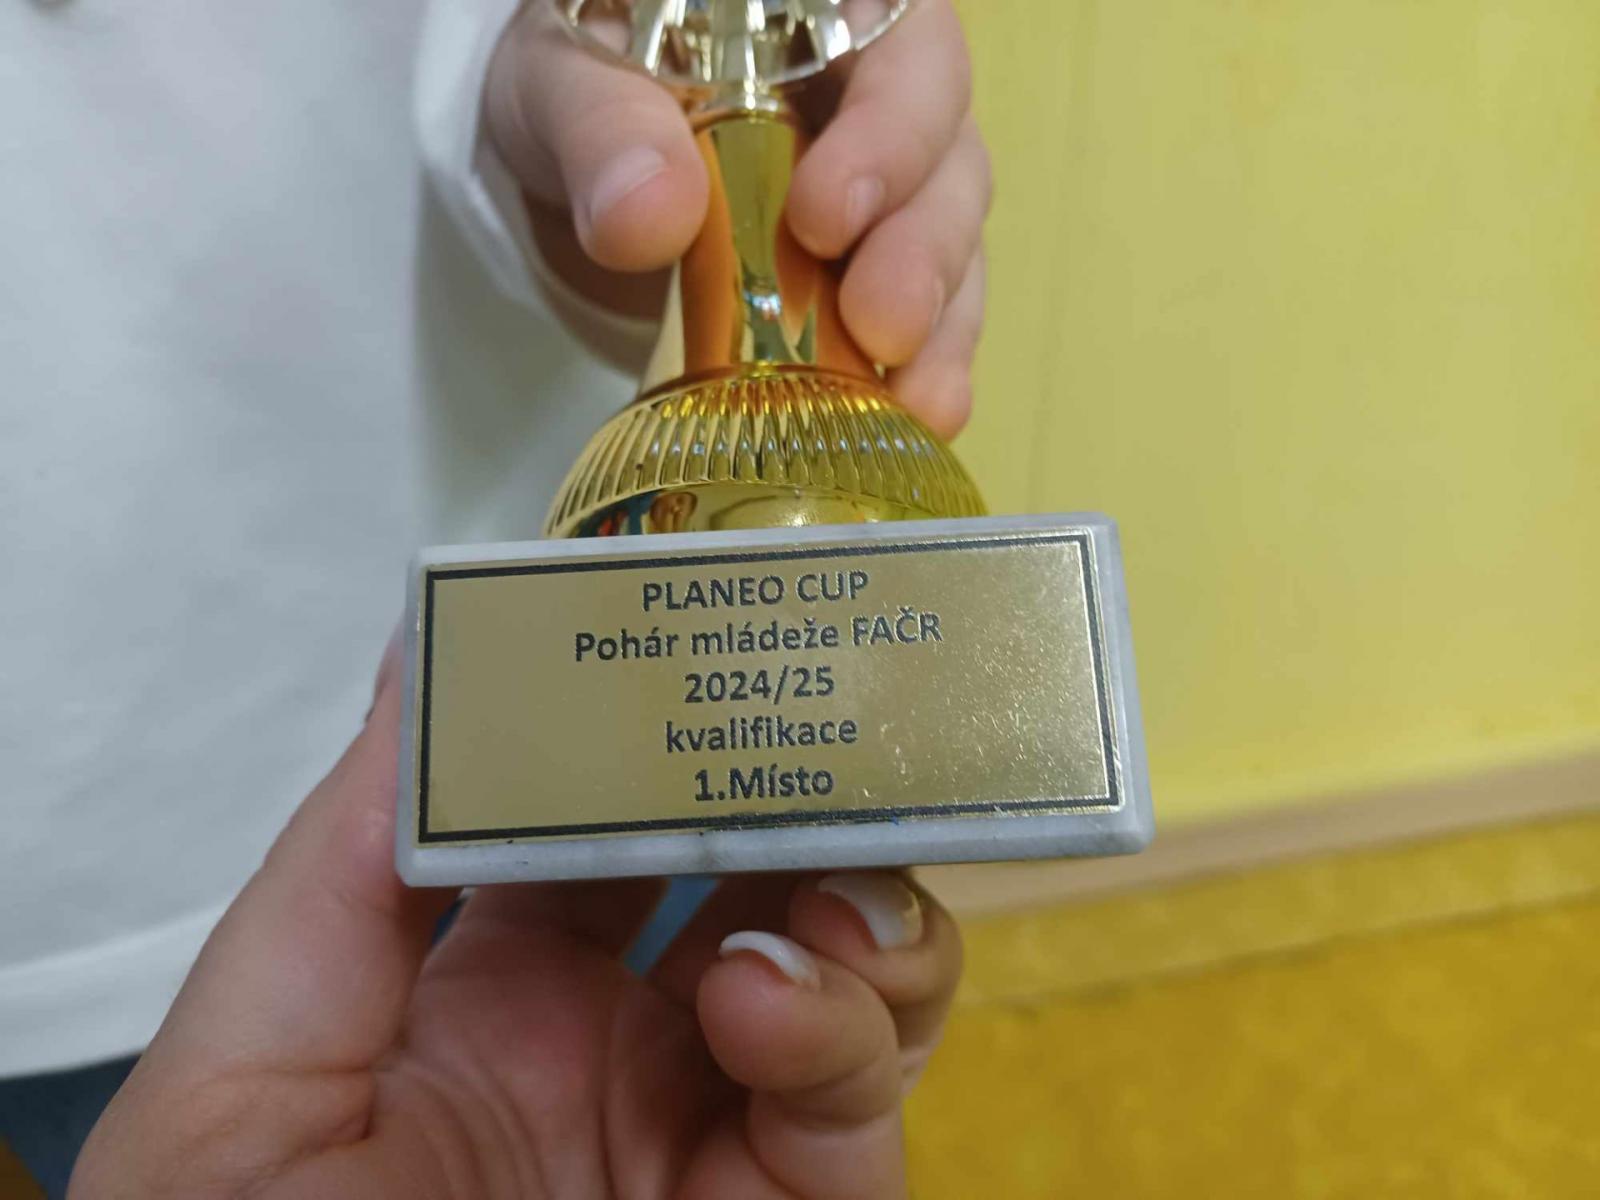 PLANEO CUP
Pohár mládeže FAČR
2024/25
kvalifikace
1.Místo